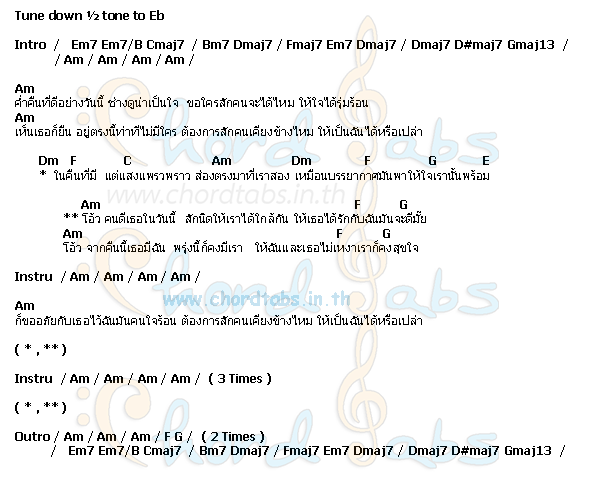 Tune down ½ tone to Eb
Intro / Em7 Em7/B Cmaj7 / Bm7 Dmaj7 / Fmaj7 Em7 Dmaj7 / Dmaj7 D#maj7 Gmaj13 /
/ Am / Am / Am / Am /
Am
ค่ำคืนที่ดีอย่างวันนี้ ช่างดูน่าเป็นใจ ขอใครสักคนจะได้ไหม ให้ใจได้รุ่มร้อน
Am
เห็นเธอก็ยืน อยู่ตรงนี้ท่าที่ไม่มีใคร ต้องการสักคนเคียงข้างไหม ให้เป็นฉันได้หรือเปล่า
Dm F C Am Dm F G E
* ในคืนที่มี แต่แสงแพรวพราว ส่องตรงมาที่เราสอง เหมือนบรรยากาศมันพาให้ใจเรานั้นพร้อม
www.chordtabs.in.th
Am F G
** โอ้ว คนดีเธอในวันนี้ สักนิดให้เราได้ใกล้กัน ให้เธอได้รักกับฉันมันจะดีมั้ย
Am F G
โอ้ว จากคืนนี้เธอมีฉัน พรุ่งนี้ก็คงมีเรา ให้ฉันและเธอไม่เหงาเราก็คงสุขใจ
Instru / Am / Am / Am / Am /
www.chordtabs.in.th
Am
ก็ขออภัยกับเธอไว้ฉันมันคนใจร้อน ต้องการสักคนเคียงข้างไหม ให้เป็นฉันได้หรือเปล่า
( * , ** )
Instru / Am / Am / Am / Am / ( 3 Times )
( * , ** )
Outro / Am / Am / Am / F G / ( 2 Times )
/ Em7 Em7/B Cmaj7 / Bm7 Dmaj7 / Fmaj7 Em7 Dmaj7 / Dmaj7 D#maj7 Gmaj13 /